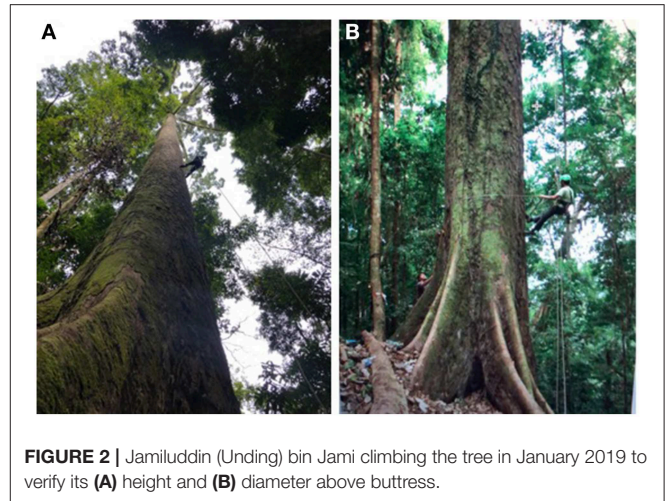 A
B
FIGURE 2 | Jamiluddin (Unding) bin Jami climbing the tree in January 2019 to
verify its (A) height and (B) diameter above buttress.